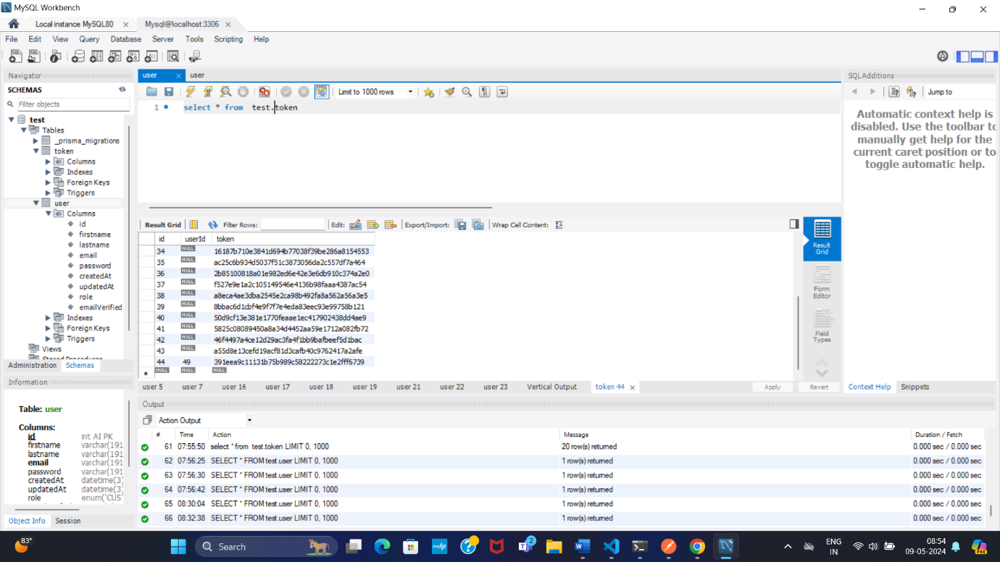 MySQL Workbench
Local instance MySQL80
Mysql@localhost:3306
File Edit View Query Database Server Tools Scripting Help
Navigator
SCHEMAS
Filter objects
test
Tables
_prisma_migrations
token
Columns
Indexes
Foreign Keys
Triggers
user
Columns
id
firstname
lastname
email
password
createdAt
updatedAt
role
emailVerified
Indexes
Foreign Keys
Triggers
Views
Stored Procedures
Administration Schemas
Information
Table: user
Columns:
id int AI PK
firstname varchar(191
lastname varchar(191
email varchar(191
password varchar(191
createdAt datetime(3)
updatedAt datetime(3)
role enum('CUS
Object Info Session
user user
Limit to 1000 rows
1 select * from test.token
Result Grid Filter Rows: Edit: Export/Import: Wrap Cell Content:
id userId token
34 NULL 16187b710e3841d694b77038f39be286a8154553
35 NULL ac25c6b934d5037f51c3873056da2c557df7a464
36 NULL 2b85100818a01e982ed6e42e3e6db910c374a2e0
37 NULL f527e9e1a2c105149546e4136b98faaa4387ac54
38 NULL a8eca4ae3dba2545e2ca98b492fa8a562a56a3e5
39 NULL 8bbac6d1cbf4e9f7f7e4eda83eec93e99758b121
40 NULL 50d9cf13e381e1770feaae1ec417902438dd4ae9
41 NULL 5825c08089450a8a34d4452aa59e1712a082fb72
42 NULL 46f4497a4ce12d29ac3fa4f1bb9bafbeef5d1bac
43 NULL a55d8e13cefd19acf81d3cafb40c9762417a2afe
44 49 391eea9c11131b75b989c58222273c1e2fff6739
NULL NULL NULL
Result Grid
Form Editor
Field Types
user 5 user 7 user 16 user 17 user 18 user 19 user 21 user 22 user 23 Vertical Output token 44
Apply Revert
Output
Action Output
# Time Action Message Duration / Fetch
61 07:55:50 select * from test.token LIMIT 0, 1000 20 row(s) returned 0.000 sec / 0.000 sec
62 07:56:25 SELECT * FROM test.user LIMIT 0, 1000 1 row(s) returned 0.000 sec / 0.000 sec
63 07:56:30 SELECT * FROM test.user LIMIT 0, 1000 1 row(s) returned 0.000 sec / 0.000 sec
64 07:56:42 SELECT * FROM test.user LIMIT 0, 1000 1 row(s) returned 0.000 sec / 0.000 sec
65 08:30:04 SELECT * FROM test.user LIMIT 0, 1000 1 row(s) returned 0.000 sec / 0.000 sec
66 08:32:38 SELECT * FROM test.user LIMIT 0, 1000 1 row(s) returned 0.000 sec / 0.000 sec
SQLAdditions
Jump to
Automatic context help is
disabled. Use the toolbar to
manually get help for the
current caret position or to
toggle automatic help.
Context Help Snippets
83°
Search
2
ENG
IN
08:54
09-05-2024